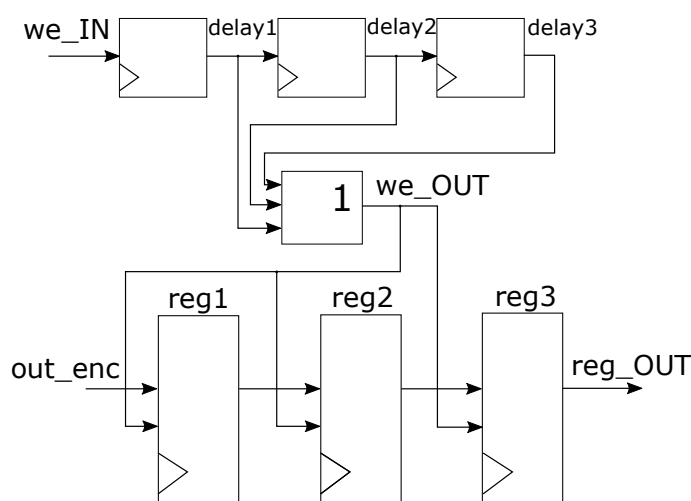 we_IN
delay1
delay2
delay3
1
we_OUT
reg1
reg2
reg3
out_enc
reg_OUT